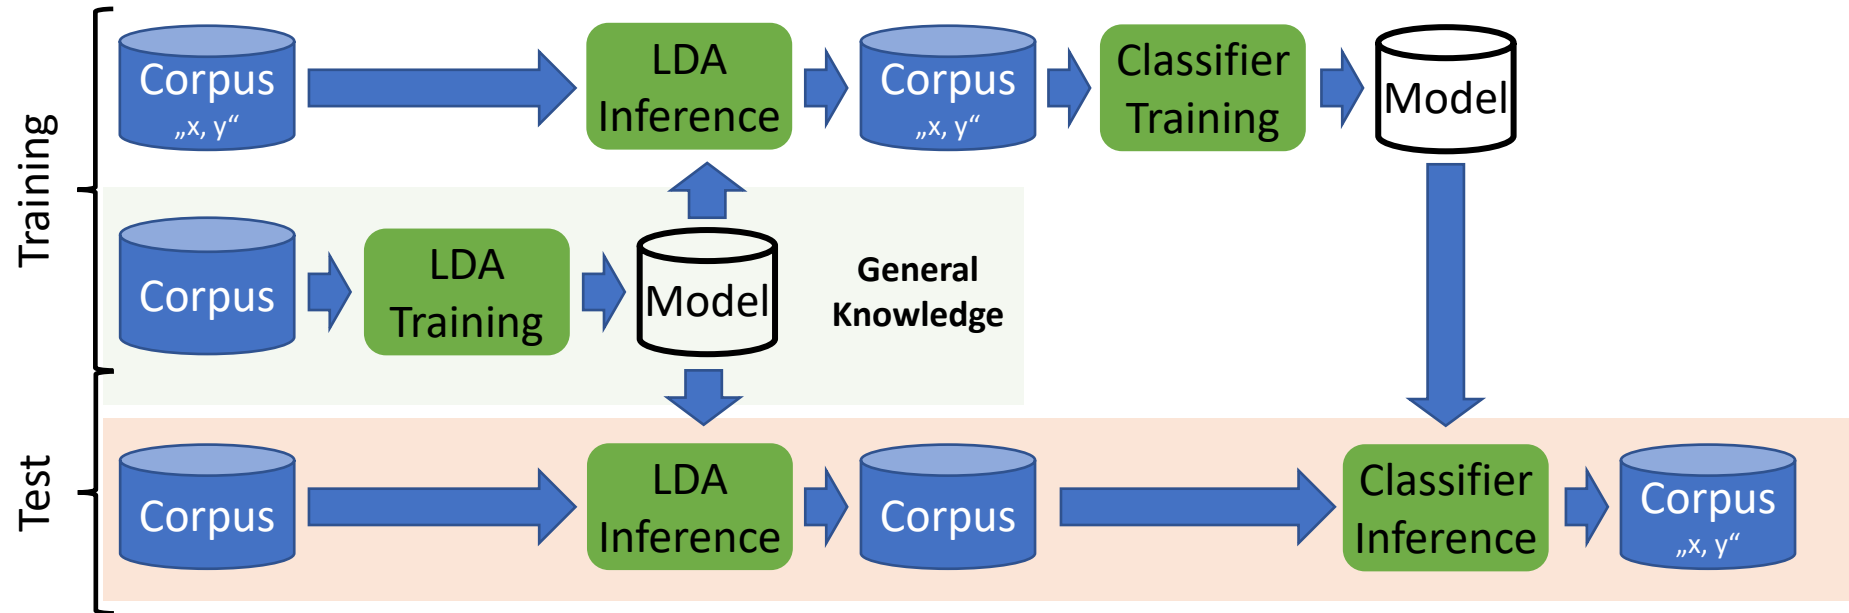 Training
Corpus
„x, y“
LDA
Inference
Corpus
„x, y“
Classifier
Training
Model
Corpus
LDA
Training
Model
General
Knowledge
Test
Corpus
LDA
Inference
Corpus
Classifier
Inference
Corpus
„x, y“